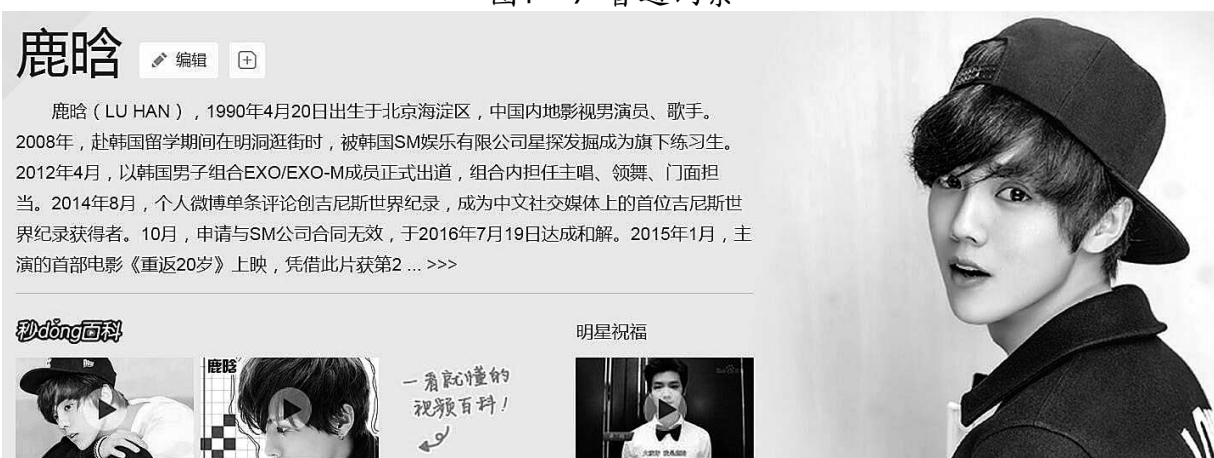 鹿晗 编辑
鹿晗（LU HAN），1990年4月20日出生于北京海淀区，中国内地影视男演员、歌手。
2008年，赴韩国留学期间在明洞逛街时，被韩国SM娱乐有限公司星探发掘成为旗下练习生。
2012年4月，以韩国男子组合EXO/EXO-M成员正式出道，组合内担任主唱、领舞、门面担
当。2014年8月，个人微博单条评论创吉尼斯世界纪录，成为中文社交媒体上的首位吉尼斯世
界纪录获得者。10月，申请与SM公司合同无效，于2016年7月19日达成和解。2015年1月，主
演的首部电影《重返20岁》上映，凭借此片获第2 ... >>>
秒dǒng百科
明星祝福
鹿晗
一看就懂的
视频百科！